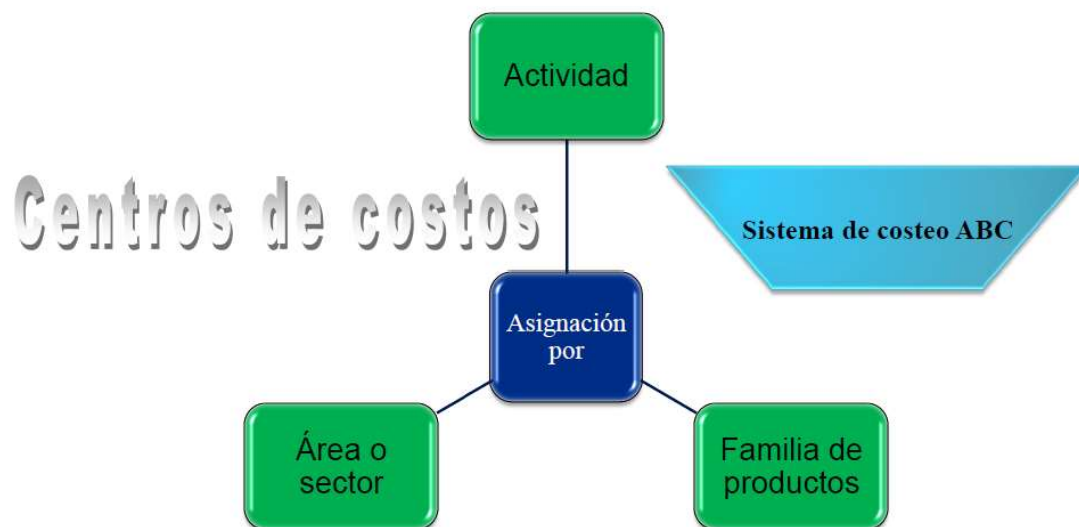 Actividad
Centros de costos
Sistema de costeo ABC
Asignación
por
Área o
sector
Familia de
productos